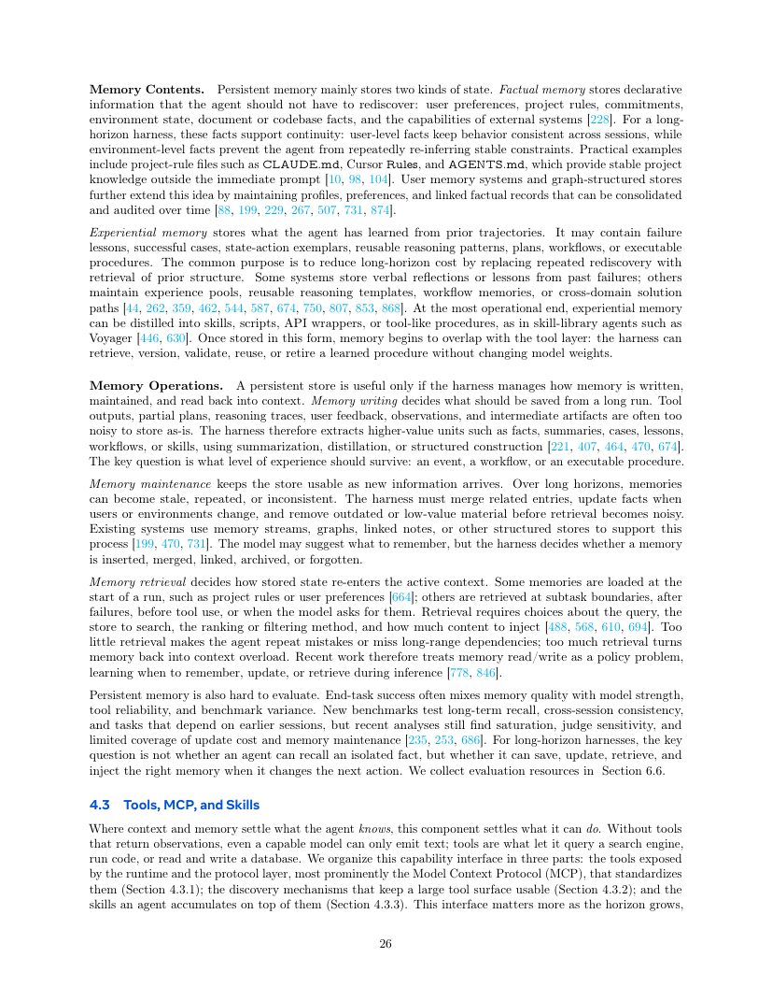 Memory Contents. Persistent memory mainly stores two kinds of state. Factual memory stores declarative
information that the agent should not have to rediscover: user preferences, project rules, commitments,
environment state, document or codebase facts, and the capabilities of external systems [228]. For a long-
horizon harness, these facts support continuity: user-level facts keep behavior consistent across sessions, while
environment-level facts prevent the agent from repeatedly re-inferring stable constraints. Practical examples
include project-rule files such as CLAUDE.md, Cursor Rules, and AGENTS.md, which provide stable project
knowledge outside the immediate prompt [10, 98, 104]. User memory systems and graph-structured stores
further extend this idea by maintaining profiles, preferences, and linked factual records that can be consolidated
and audited over time [88, 199, 229, 267, 507, 731, 874].
Experiential memory stores what the agent has learned from prior trajectories. It may contain failure
lessons, successful cases, state-action exemplars, reusable reasoning patterns, plans, workflows, or executable
procedures. The common purpose is to reduce long-horizon cost by replacing repeated rediscovery with
retrieval of prior structure. Some systems store verbal reflections or lessons from past failures; others
maintain experience pools, reusable reasoning templates, workflow memories, or cross-domain solution
paths [44, 262, 359, 462, 544, 587, 674, 750, 807, 853, 868]. At the most operational end, experiential memory
can be distilled into skills, scripts, API wrappers, or tool-like procedures, as in skill-library agents such as
Voyager [446, 630]. Once stored in this form, memory begins to overlap with the tool layer: the harness can
retrieve, version, validate, reuse, or retire a learned procedure without changing model weights.
Memory Operations. A persistent store is useful only if the harness manages how memory is written,
maintained, and read back into context. Memory writing decides what should be saved from a long run. Tool
outputs, partial plans, reasoning traces, user feedback, observations, and intermediate artifacts are often too
noisy to store as-is. The harness therefore extracts higher-value units such as facts, summaries, cases, lessons,
workflows, or skills, using summarization, distillation, or structured construction [221, 407, 464, 470, 674].
The key question is what level of experience should survive: an event, a workflow, or an executable procedure.
Memory maintenance keeps the store usable as new information arrives. Over long horizons, memories
can become stale, repeated, or inconsistent. The harness must merge related entries, update facts when
users or environments change, and remove outdated or low-value material before retrieval becomes noisy.
Existing systems use memory streams, graphs, linked notes, or other structured stores to support this
process [199, 470, 731]. The model may suggest what to remember, but the harness decides whether a memory
is inserted, merged, linked, archived, or forgotten.
Memory retrieval decides how stored state re-enters the active context. Some memories are loaded at the
start of a run, such as project rules or user preferences [664]; others are retrieved at subtask boundaries, after
failures, before tool use, or when the model asks for them. Retrieval requires choices about the query, the
store to search, the ranking or filtering method, and how much content to inject [488, 568, 610, 694]. Too
little retrieval makes the agent repeat mistakes or miss long-range dependencies; too much retrieval turns
memory back into context overload. Recent work therefore treats memory read/write as a policy problem,
learning when to remember, update, or retrieve during inference [778, 846].
Persistent memory is also hard to evaluate. End-task success often mixes memory quality with model strength,
tool reliability, and benchmark variance. New benchmarks test long-term recall, cross-session consistency,
and tasks that depend on earlier sessions, but recent analyses still find saturation, judge sensitivity, and
limited coverage of update cost and memory maintenance [235, 253, 686]. For long-horizon harnesses, the key
question is not whether an agent can recall an isolated fact, but whether it can save, update, retrieve, and
inject the right memory when it changes the next action. We collect evaluation resources in Section 6.6.
4.3 Tools, MCP, and Skills
Where context and memory settle what the agent knows, this component settles what it can do. Without tools
that return observations, even a capable model can only emit text; tools are what let it query a search engine,
run code, or read and write a database. We organize this capability interface in three parts: the tools exposed
by the runtime and the protocol layer, most prominently the Model Context Protocol (MCP), that standardizes
them (Section 4.3.1); the discovery mechanisms that keep a large tool surface usable (Section 4.3.2); and the
skills an agent accumulates on top of them (Section 4.3.3). This interface matters more as the horizon grows,
26